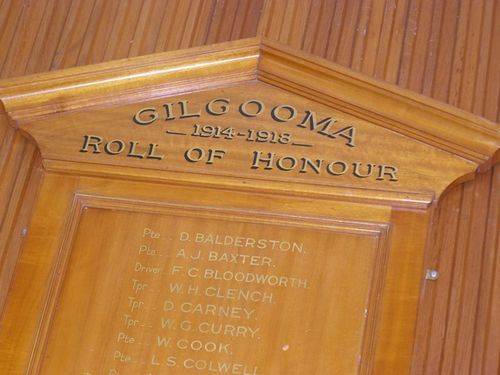 GILGOOMA
—1914-1918—
ROLL OF HONOUR
Pte.. D. BALDERSTON.
Pte.. A.J. BAXTER.
Driver F.C. BLOODWORTH.
Tpr.. W.H. CLENCH.
Tpr.. D. CARNEY.
Tpr.. W.G. CURRY.
Pte.. W. COOK.
Pte.. L.S. COLWELL